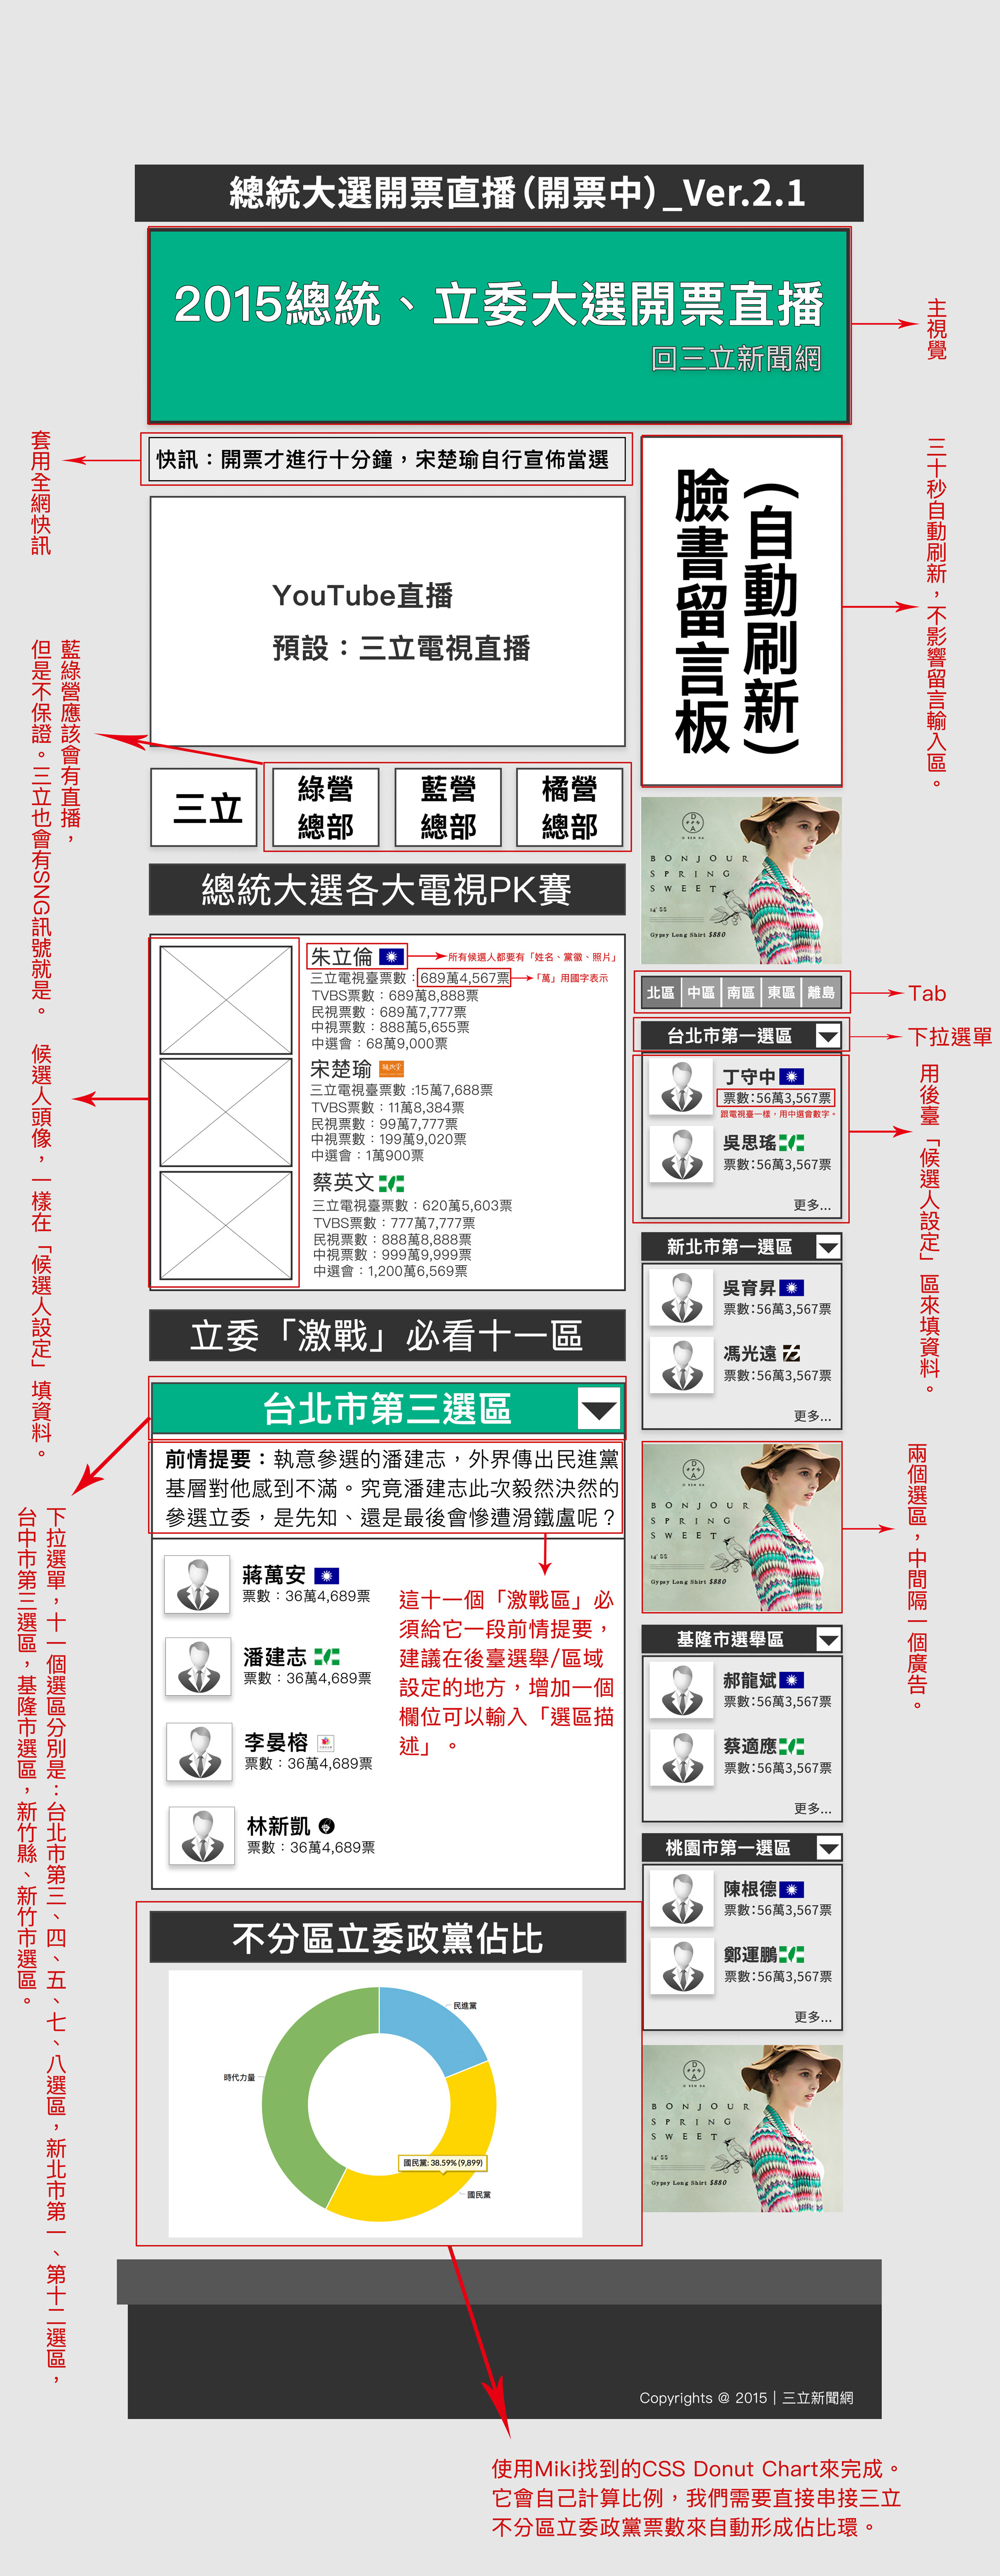 總統大選開票直播（開票中）_Ver.2.1
2015總統、立委大選開票直播
回三立新聞網
主視覺
快訊：開票才進行十分鐘，宋楚瑜自行宣佈當選
套用全網快訊
（自動刷新）
臉書留言板
三十秒自動刷新，不影響留言輸入區。
YouTube直播
預設：三立電視直播
藍綠營應該會有直播，
但是不保證。三立也會有SNG訊號就是。
三立
綠營
總部
藍營
總部
橘營
總部
總統大選各大電視PK賽
朱立倫
所有候選人都要有「姓名、黨徽、照片」
三立電視臺票數：689萬4,567票
「萬」用國字表示
TVBS票數：689萬8,888票
民視票數：689萬7,777票
中視票數：888萬5,655票
中選會：68萬9,000票
宋楚瑜
三立電視臺票數 :15萬7,688票
TVBS票數：11萬8,384票
民視票數：99萬7,777票
中視票數：199萬9,020票
中選會：1萬900票
蔡英文
三立電視臺票數：620萬5,603票
TVBS票數：777萬7,777票
民視票數：888萬8,888票
中視票數：999萬9,999票
中選會：1,200萬6,569票
候選人頭像，一樣在「候選人設定」填資料。
立委「激戰」必看十一區
台北市第三選區
前情提要：執意參選的潘建志，外界傳出民進黨
基層對他感到不滿。究竟潘建志此次毅然決然的
參選立委，是先知、還是最後會慘遭滑鐵盧呢？
蔣萬安
票數：36萬4,689票
潘建志
票數：36萬4,689票
李晏榕
票數：36萬4,689票
林新凱
票數：36萬4,689票
這十一個「激戰區」必
須給它一段前情提要，
建議在後臺選舉/區域
設定的地方，增加一個
欄位可以輸入「選區描
述」。
下拉選單，十一個選區分別是：台北市第三、四、五、七、八選區，新北市第一、第十二選區，
台中市第三選區，基隆市選區，新竹縣、新竹市選區。
不分區立委政黨佔比
民進黨
時代力量
國民黨: 38.59% (9,899)
國民黨
BONJOUR
SPRING
SWEET
Gypsy Long Shirt $880
北區
中區
南區
東區
離島
Tab
台北市第一選區
下拉選單
丁守中
票數:56萬3,567票
跟電視臺一樣，用中選會數字。
吳思瑤
票數:56萬3,567票
更多...
用後臺「候選人設定」區來填資料。
新北市第一選區
吳育昇
票數:56萬3,567票
馮光遠
票數:56萬3,567票
更多...
BONJOUR
SPRING
SWEET
Gypsy Long Shirt $880
兩個選區，中間隔一個廣告。
基隆市選舉區
郝龍斌
票數:56萬3,567票
蔡適應
票數:56萬3,567票
更多...
桃園市第一選區
陳根德
票數:56萬3,567票
鄭運鵬
票數:56萬3,567票
更多...
BONJOUR
SPRING
SWEET
Gypsy Long Shirt $880
Copyrights @ 2015｜三立新聞網
使用Miki找到的CSS Donut Chart來完成。
它會自己計算比例，我們需要直接串接三立
不分區立委政黨票數來自動形成佔比環。